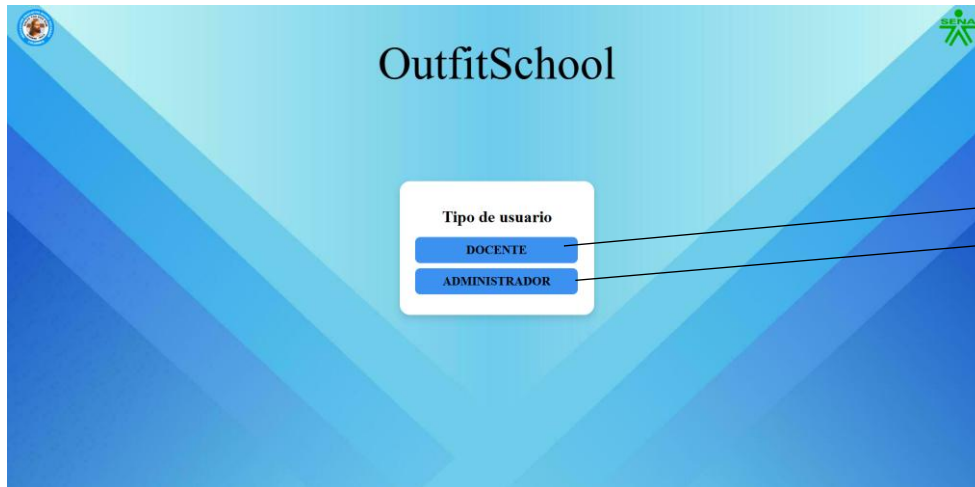 SENA
OutfitSchool
Tipo de usuario
DOCENTE
ADMINISTRADOR